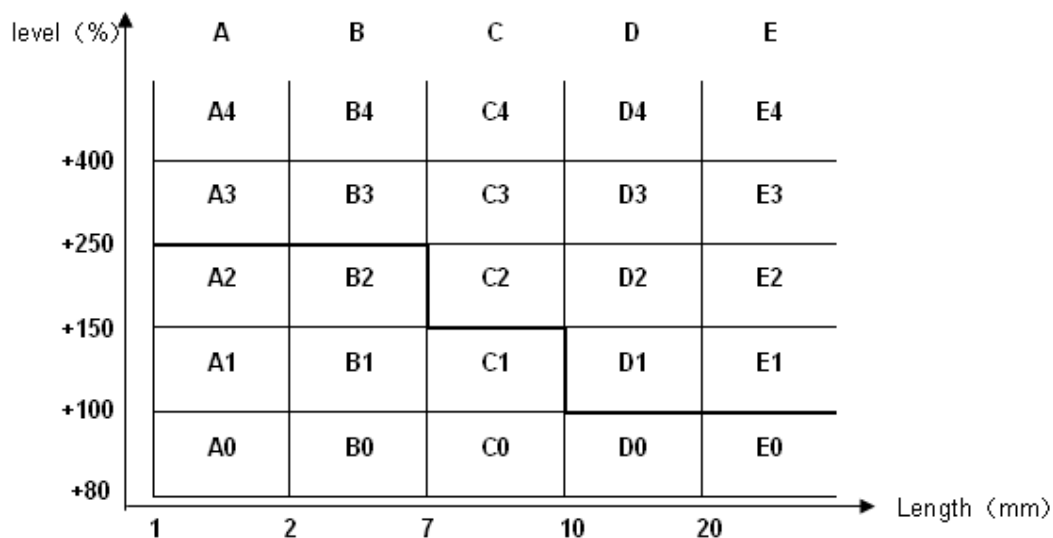 level (%) A B C D E
A4 B4 C4 D4 E4
+400
A3 B3 C3 D3 E3
+250
A2 B2 C2 D2 E2
+150
A1 B1 C1 D1 E1
+100
A0 B0 C0 D0 E0
+80
Length (mm)
1 2 7 10 20